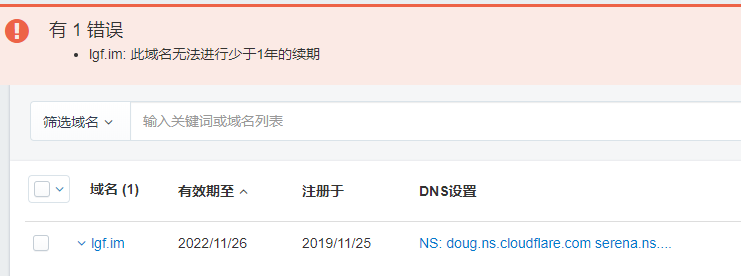 有 1 错误
lgf.im: 此域名无法进行少于1年的续期
筛选域名 输入关键词或域名列表
域名 (1) 有效期至 注册于 DNS设置
lgf.im 2022/11/26 2019/11/25 NS: doug.ns.cloudflare.com serena.ns....